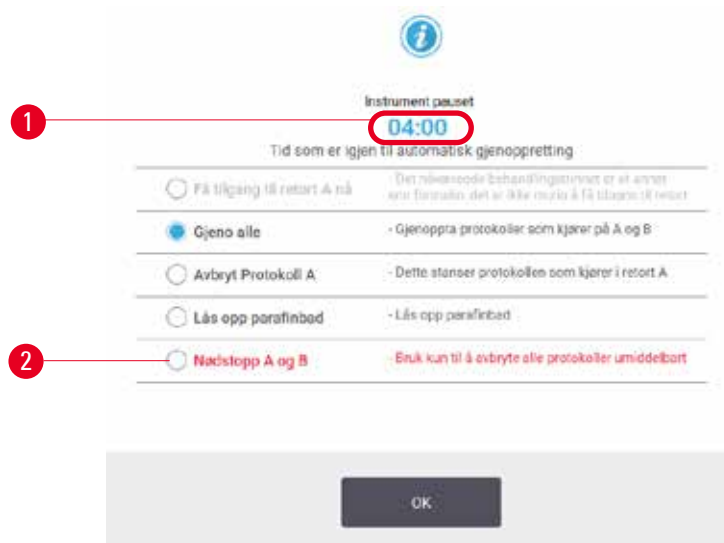 Instrument pauset
1
04:00
Tid som er igjen til automatisk gjenoppretting
Få tilgang til retort A nå
- Det nåværende behandlingstrinnet er et annet
enn formalin, det er ikke mulig å få tilgang til retort
Gjeno alle
- Gjenoppra protokoller som kjører på A og B
Avbryt Protokoll A
- Dette stanser protokollen som kjører i retort A
Lås opp parafinbad
- Lås opp parafinbad
2
Nødstopp A og B
- Bruk kun til å avbryte alle protokoller umiddelbart
OK